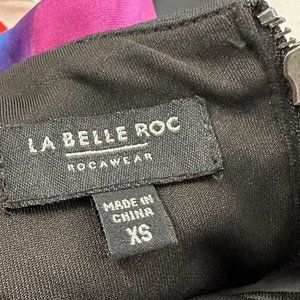 LA BELLE ROC
ROCAWEAR
MADE IN
CHINA
XS